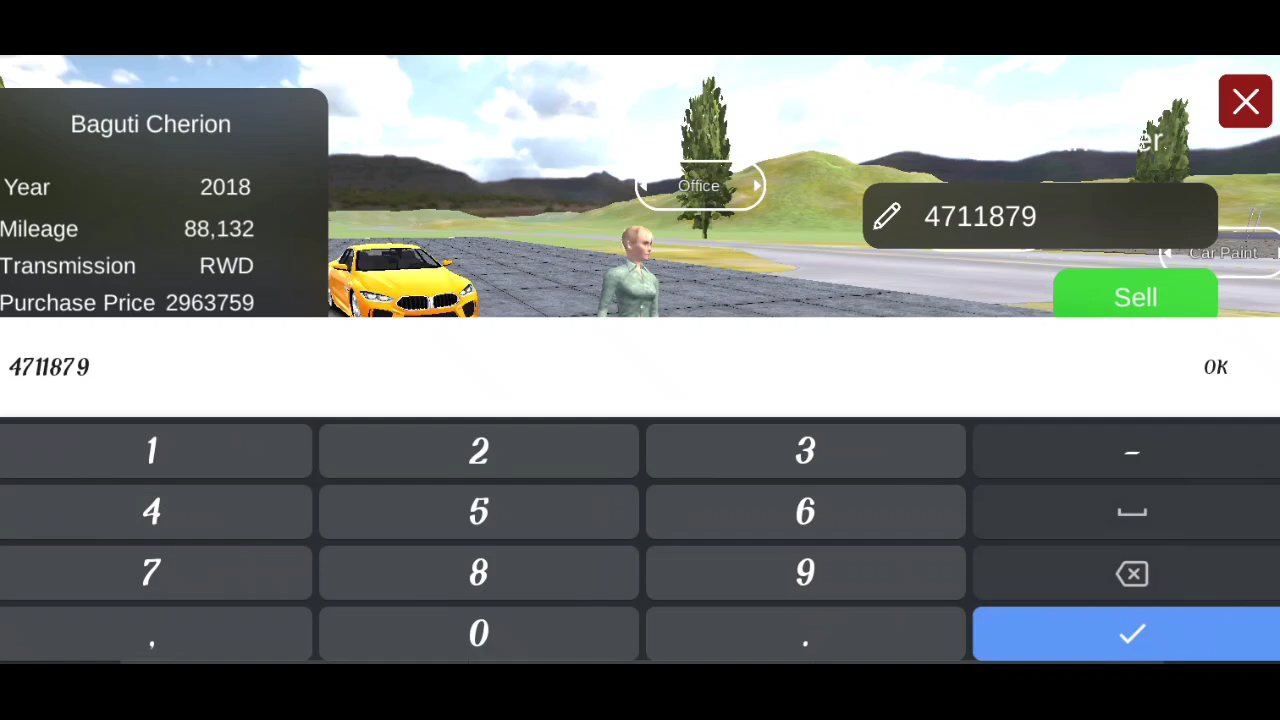 Baguti Cherion
Year 2018
Mileage 88,132
Transmission RWD
Purchase Price 2963759
Office
4711879
Car Paint
Sell
4711879
OK
1 2 3 -
4 5 6
7 8 9
, 0 .